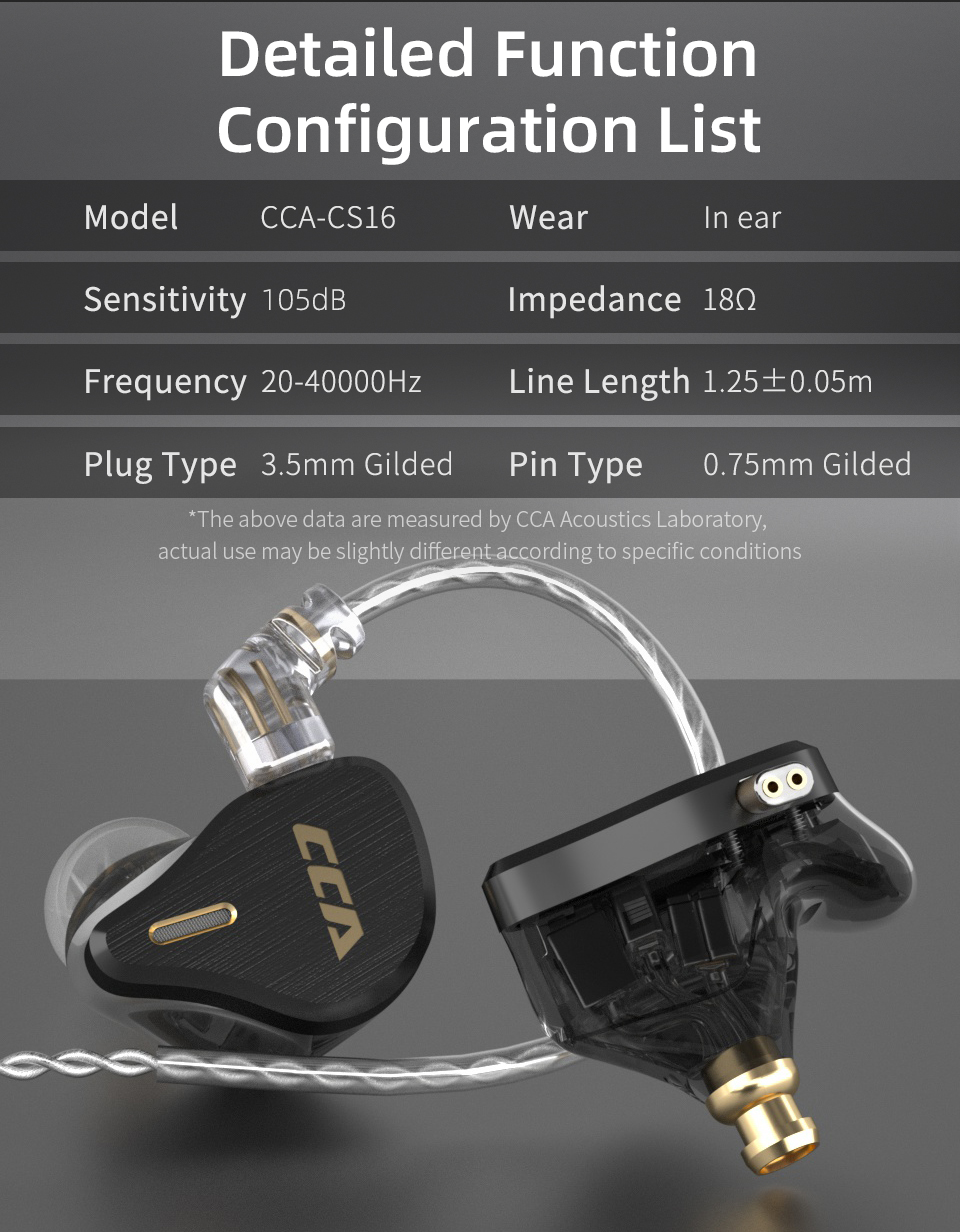 Detailed Function
Configuration List
Model CCA-CS16 Wear In ear
Sensitivity 105dB Impedance 18Ω
Frequency 20-40000Hz Line Length 1.25±0.05m
Plug Type 3.5mm Gilded Pin Type 0.75mm Gilded
*The above data are measured by CCA Acoustics Laboratory,
actual use may be slightly different according to specific conditions
CCA